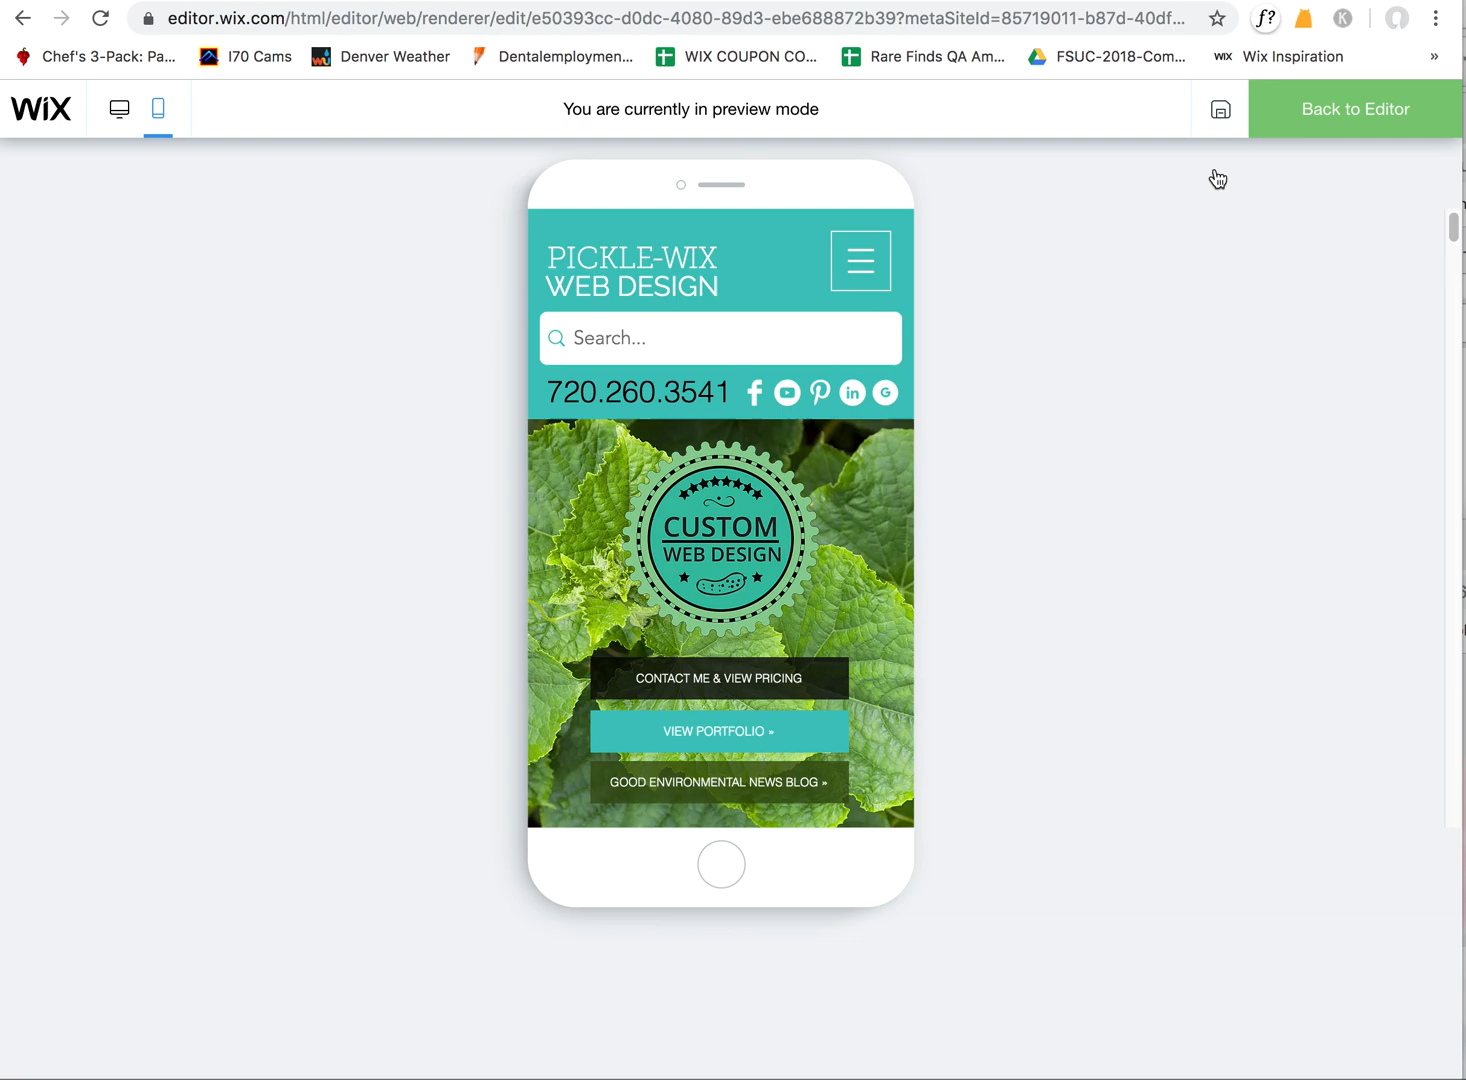 editor.wix.com/html/editor/web/renderer/edit/e50393cc-d0dc-4080-89d3-ebe688872b39?metaSiteId=85719011-b87d-40df...
f?
K
Chef's 3-Pack: Pa...
I70 Cams
Denver Weather
Dentalemploymen...
WIX COUPON CO...
Rare Finds QA Am...
FSUC-2018-Com...
WIX
Wix Inspiration
»
WiX
You are currently in preview mode
Back to Editor
PICKLE-WIX
WEB DESIGN
Search...
720.260.3541
f
in
G
CUSTOM
WEB DESIGN
CONTACT ME & VIEW PRICING
VIEW PORTFOLIO »
GOOD ENVIRONMENTAL NEWS BLOG »